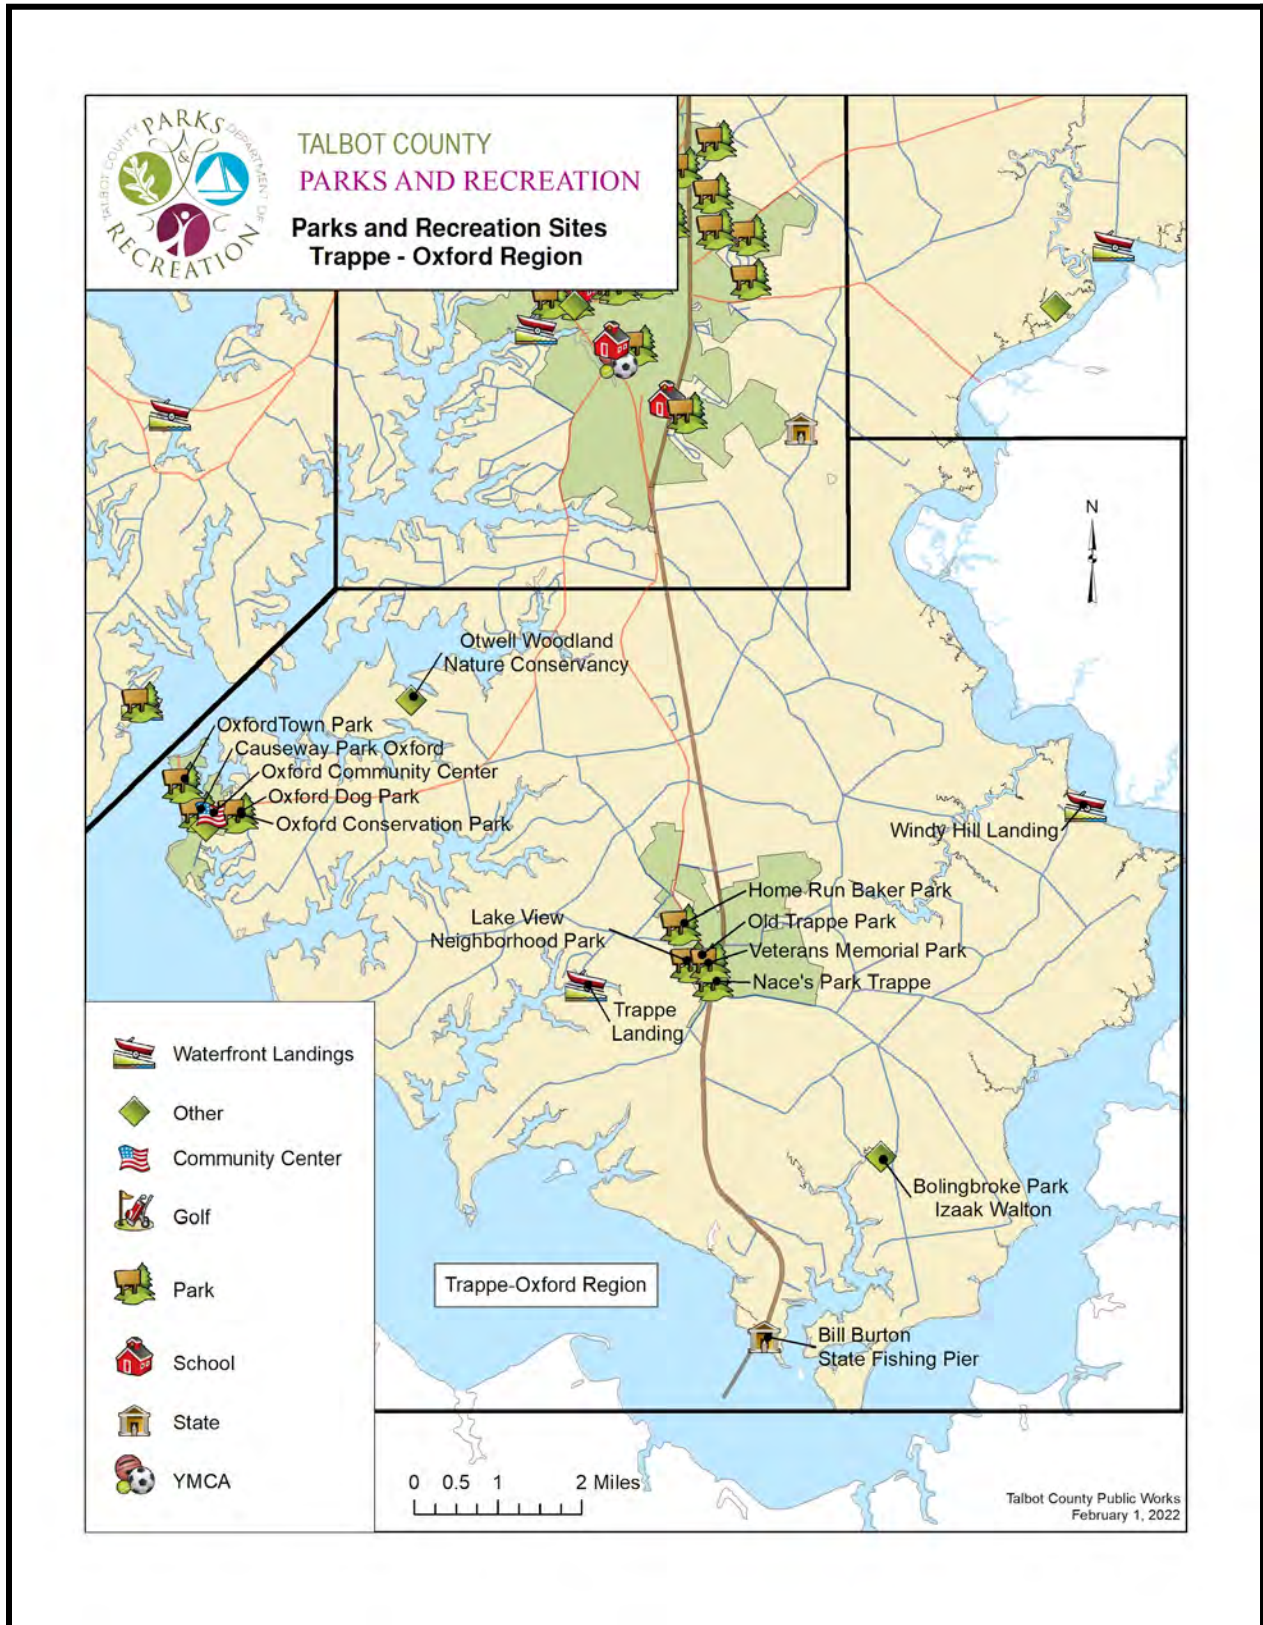 TALBOT COUNTY DEPARTMENT OF
PARKS
&
RECREATION
TALBOT COUNTY
PARKS AND RECREATION
Parks and Recreation Sites
Trappe - Oxford Region
N
Otwell Woodland
Nature Conservancy
OxfordTown Park
Causeway Park Oxford
Oxford Community Center
Oxford Dog Park
Oxford Conservation Park
Windy Hill Landing
Home Run Baker Park
Lake View
Neighborhood Park
Old Trappe Park
Veterans Memorial Park
Nace's Park Trappe
Trappe
Landing
Bolingbroke Park
Izaak Walton
Trappe-Oxford Region
Bill Burton
State Fishing Pier
Waterfront Landings
Other
Community Center
Golf
Park
School
State
YMCA
0 0.5 1 2 Miles
Talbot County Public Works
February 1, 2022